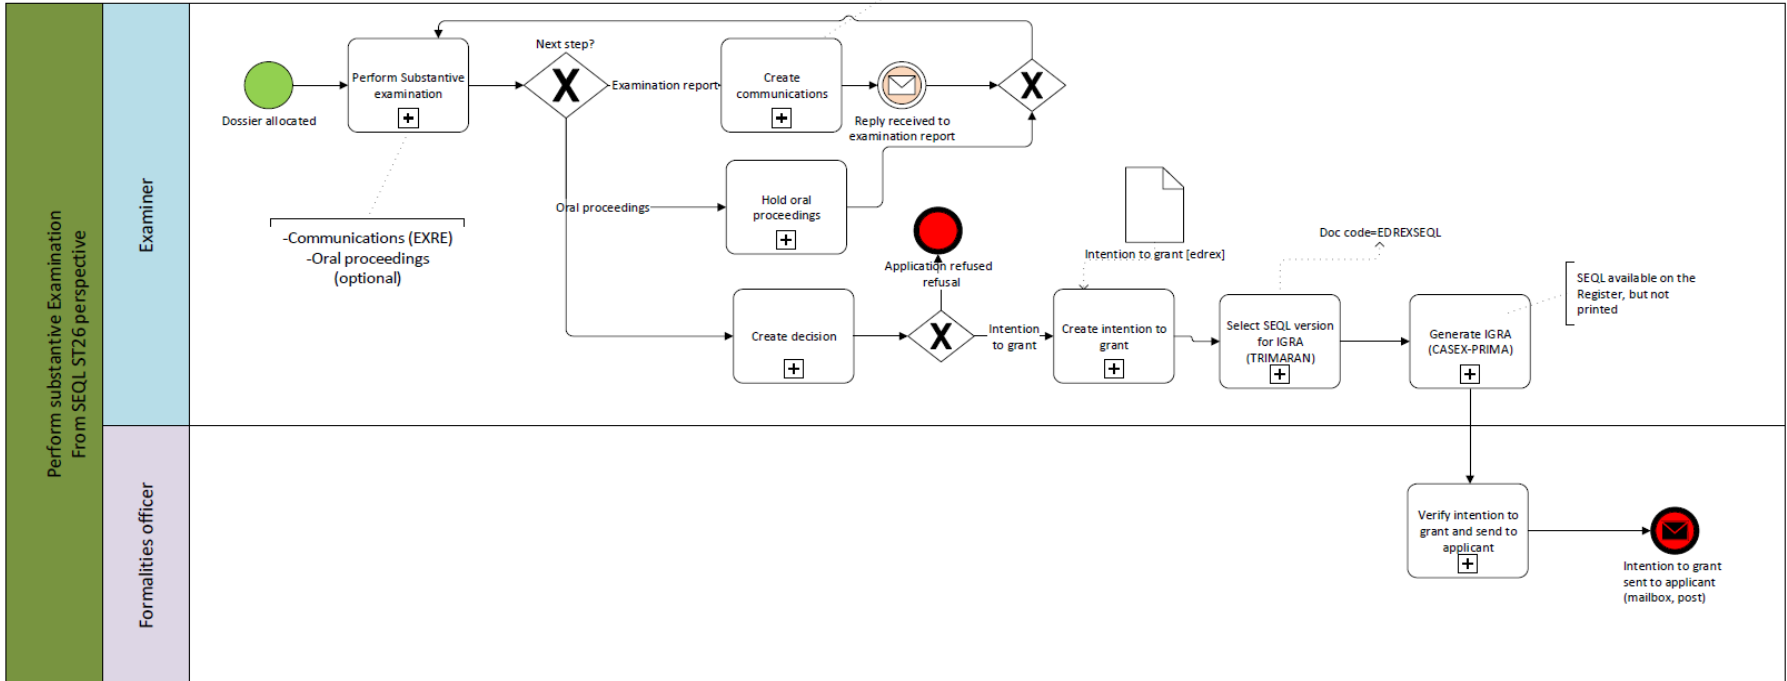 Perform substantive Examination
From SEQL ST26 perspective
Examiner
Formalities officer
Dossier allocated
Perform Substantive
examination
-Communications (EXRE)
-Oral proceedings
(optional)
Next step?
X
Examination report
Create
communications
Reply received to
examination report
X
Oral proceedings
Hold oral
proceedings
Create decision
X
Application refused
refusal
Intention
to grant
Intention to grant [edrex]
Create intention to
grant
Doc code=EDREXSEQL
Select SEQL version
for IGRA
(TRIMARAN)
SEQL available on the
Register, but not
printed
Generate IGRA
(CASEX-PRIMA)
Verify intention to
grant and send to
applicant
Intention to grant
sent to applicant
(mailbox, post)